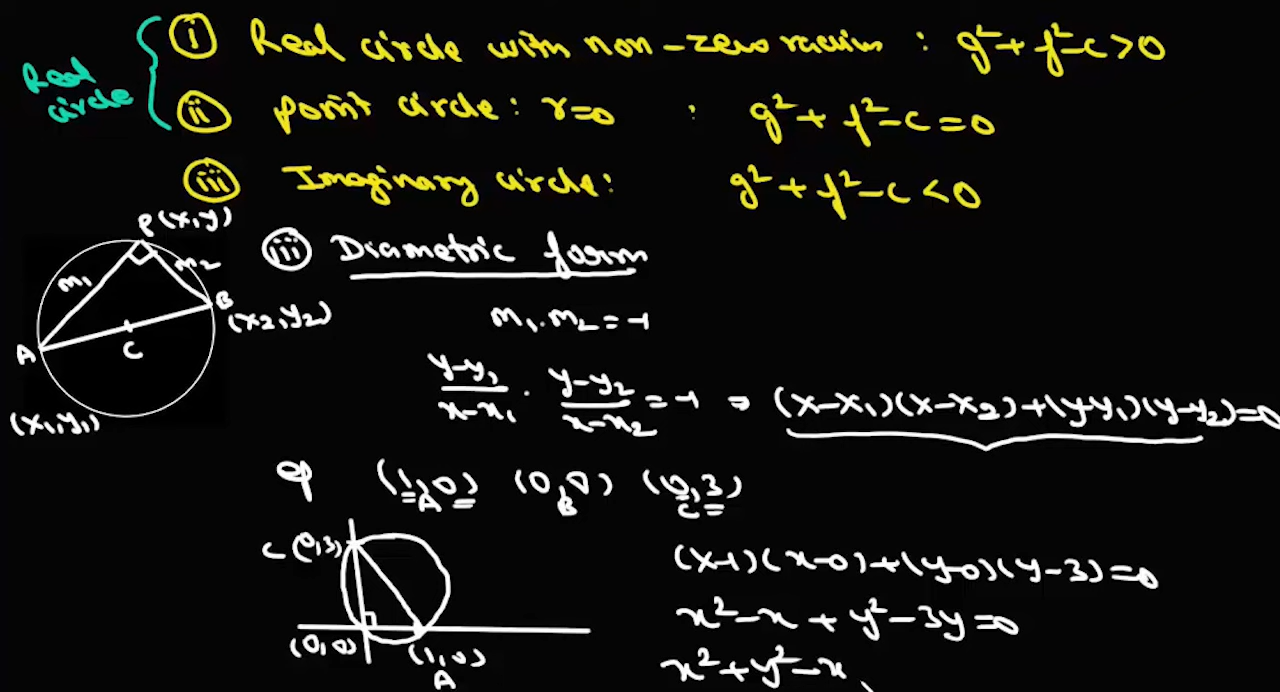 Real circle
(i) Real circle with non-zero radius : g²+f²-c>0
(ii) point circle: r=0 : g²+f²-c=0
(iii) Imaginary circle: g²+f²-c<0
P(x,y)
m₁
m₂
A
B
C
(x₁,y₁)
(x₂,y₂)
(iii) Diametric form
m₁.m₂=-1
y-y₁/x-x₁ . y-y₂/x-x₂ = -1 ⇒ (x-x₁)(x-x₂)+(y-y₁)(y-y₂)=0
eg (1,0) (0,0) (0,3)
A B C
C (0,3)
(0,0)
(1,0)
A
(x-1)(x-0)+(y-0)(y-3)=0
x²-x+y²-3y=0
x²+y²-x